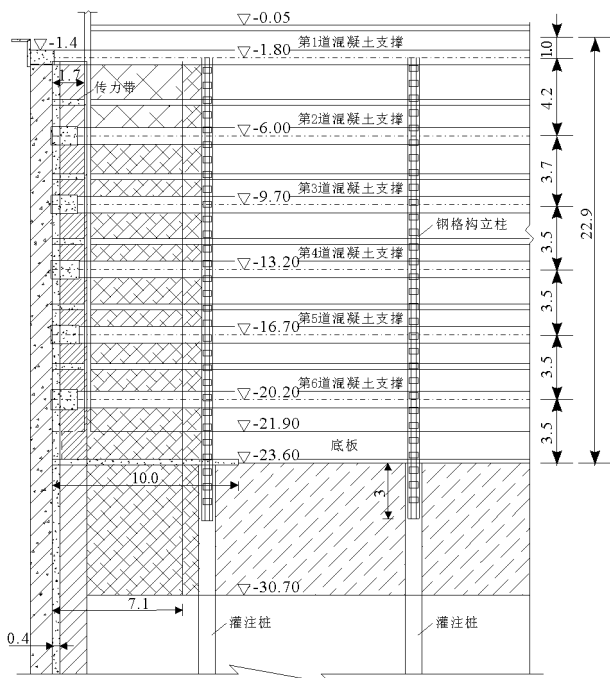 ▽-0.05
第1道混凝土支撑
▽-1.4
▽-1.80
1.0
1.7
传力带
4.2
第2道混凝土支撑
▽-6.00
3.7
第3道混凝土支撑
▽-9.70
钢格构立柱
3.5
22.9
第4道混凝土支撑
▽-13.20
3.5
第5道混凝土支撑
▽-16.70
3.5
第6道混凝土支撑
▽-20.20
3.5
▽-21.90
底板
▽-23.60
10.0
3
▽-30.70
7.1
0.4
灌注桩
灌注桩